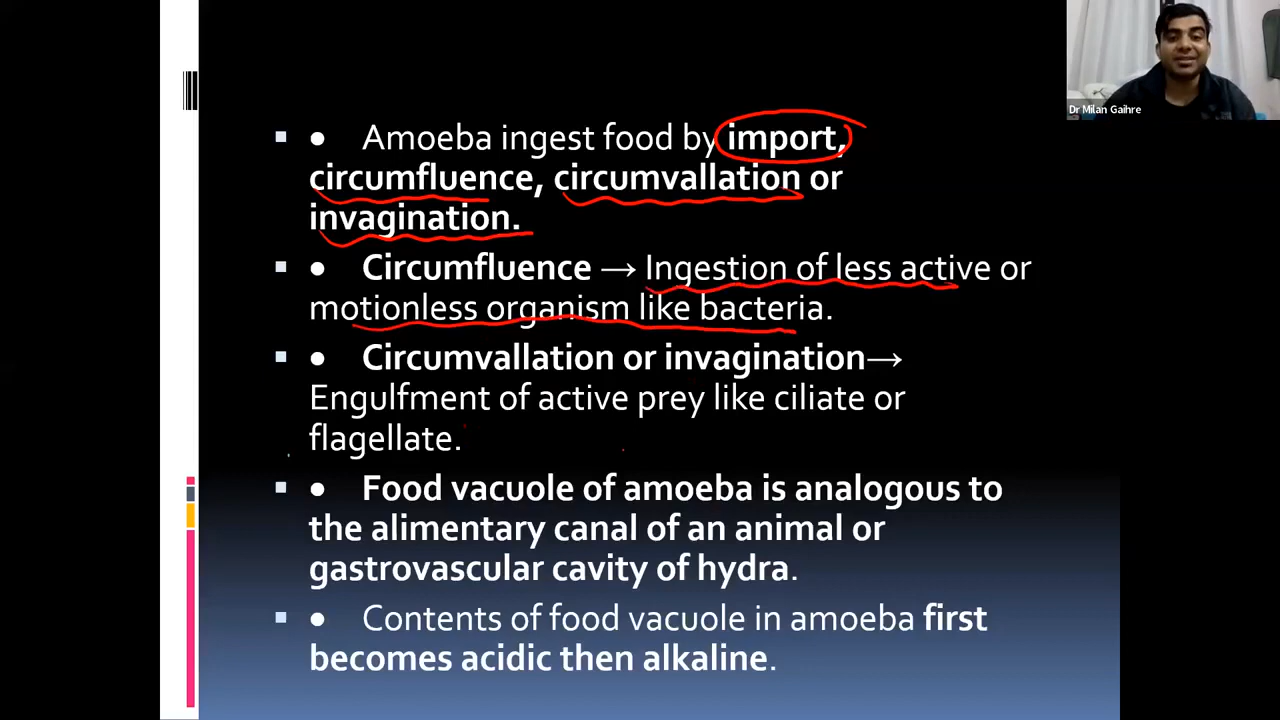 Dr Milan Gaihre
▪ ● Amoeba ingest food by import,
circumfluence, circumvallation or
invagination.
▪ ● Circumfluence → Ingestion of less active or
motionless organism like bacteria.
▪ ● Circumvallation or invagination→
Engulfment of active prey like ciliate or
flagellate.
▪ ● Food vacuole of amoeba is analogous to
the alimentary canal of an animal or
gastrovascular cavity of hydra.
▪ ● Contents of food vacuole in amoeba first
becomes acidic then alkaline.